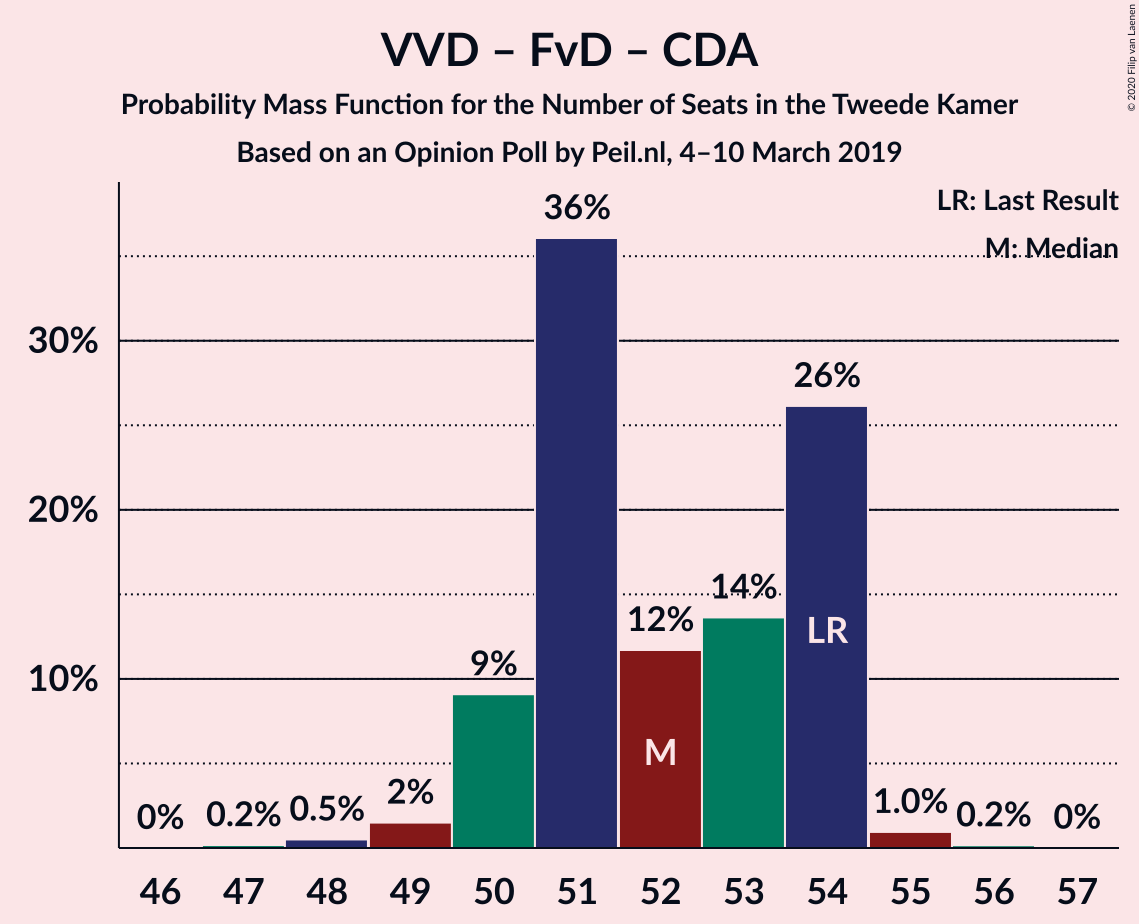 VVD – FvD – CDA
Probability Mass Function for the Number of Seats in the Tweede Kamer
Based on an Opinion Poll by Peil.nl, 4–10 March 2019
© 2020 Filip van Laenen
LR: Last Result
M: Median
30%
20%
10%
0%
0.2%
0.5%
2%
9%
36%
12%
14%
26%
1.0%
0.2%
0%
M
LR
46 47 48 49 50 51 52 53 54 55 56 57